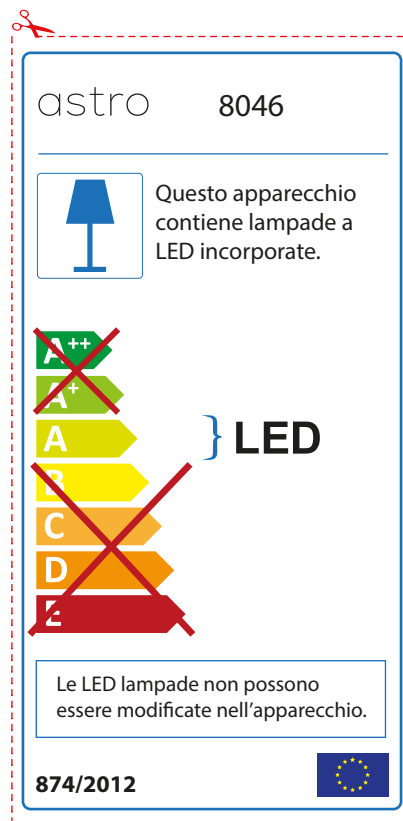 astro 8046
Questo apparecchio
contiene lampade a
LED incorporate.
A++
A+
A
LED
B
C
D
E
Le LED lampade non possono
essere modificate nell'apparecchio.
874/2012